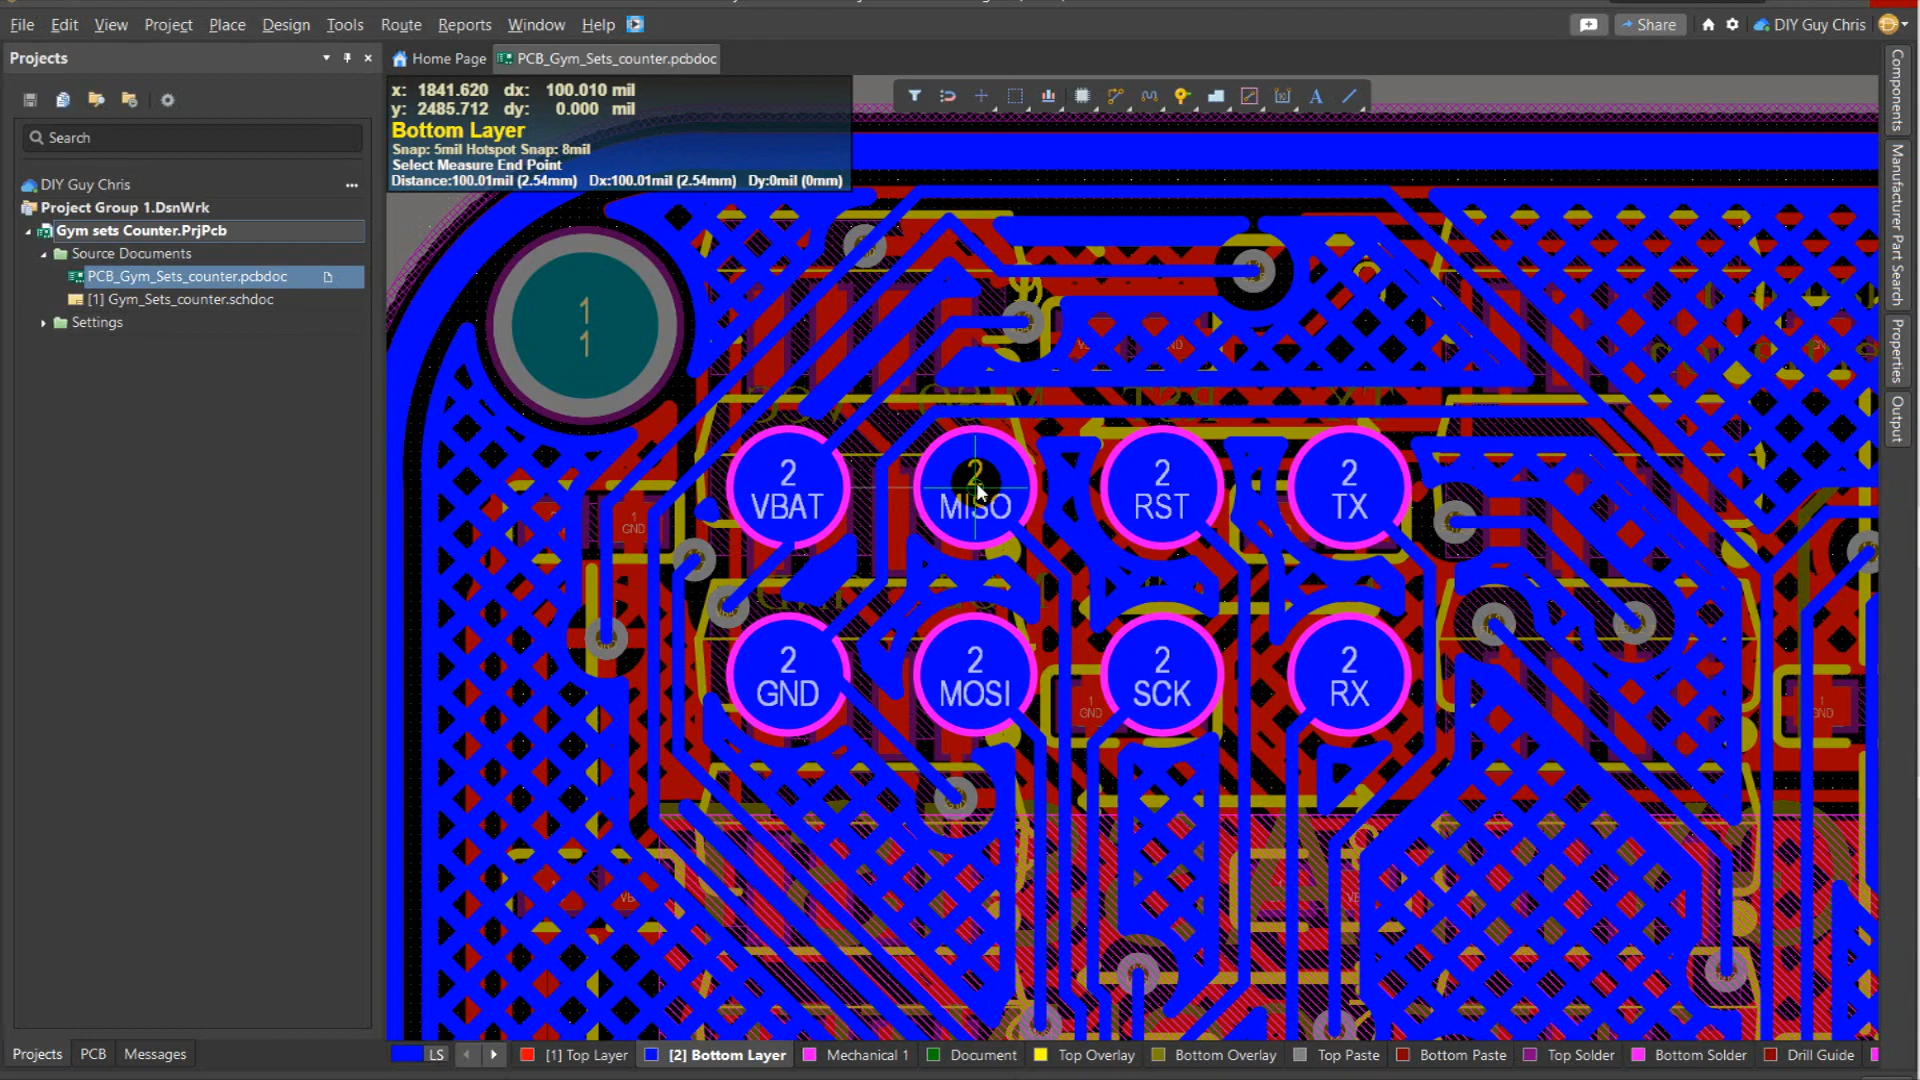 File Edit View Project Place Design Tools Route Reports Window Help
Share
DIY Guy Chris
Projects
Home Page
PCB_Gym_Sets_counter.pcbdoc
x: 1841.620 dx: 100.010 mil
y: 2485.712 dy: 0.000 mil
Bottom Layer
Snap: 5mil Hotspot Snap: 8mil
Select Measure End Point
Distance:100.01mil (2.54mm) Dx:100.01mil (2.54mm) Dy:0mil (0mm)
Search
DIY Guy Chris
Project Group 1.DsnWrk
Gym sets Counter.PrjPcb
Source Documents
PCB_Gym_Sets_counter.pcbdoc
[1] Gym_Sets_counter.schdoc
Settings
1
1
2
VBAT
2
MISO
2
RST
2
TX
2
GND
2
MOSI
2
SCK
2
RX
1
GND
GND
GND
Components
Manufacturer Part Search
Properties
Output
Projects PCB Messages
LS
[1] Top Layer
[2] Bottom Layer
Mechanical 1
Document
Top Overlay
Bottom Overlay
Top Paste
Bottom Paste
Top Solder
Bottom Solder
Drill Guide